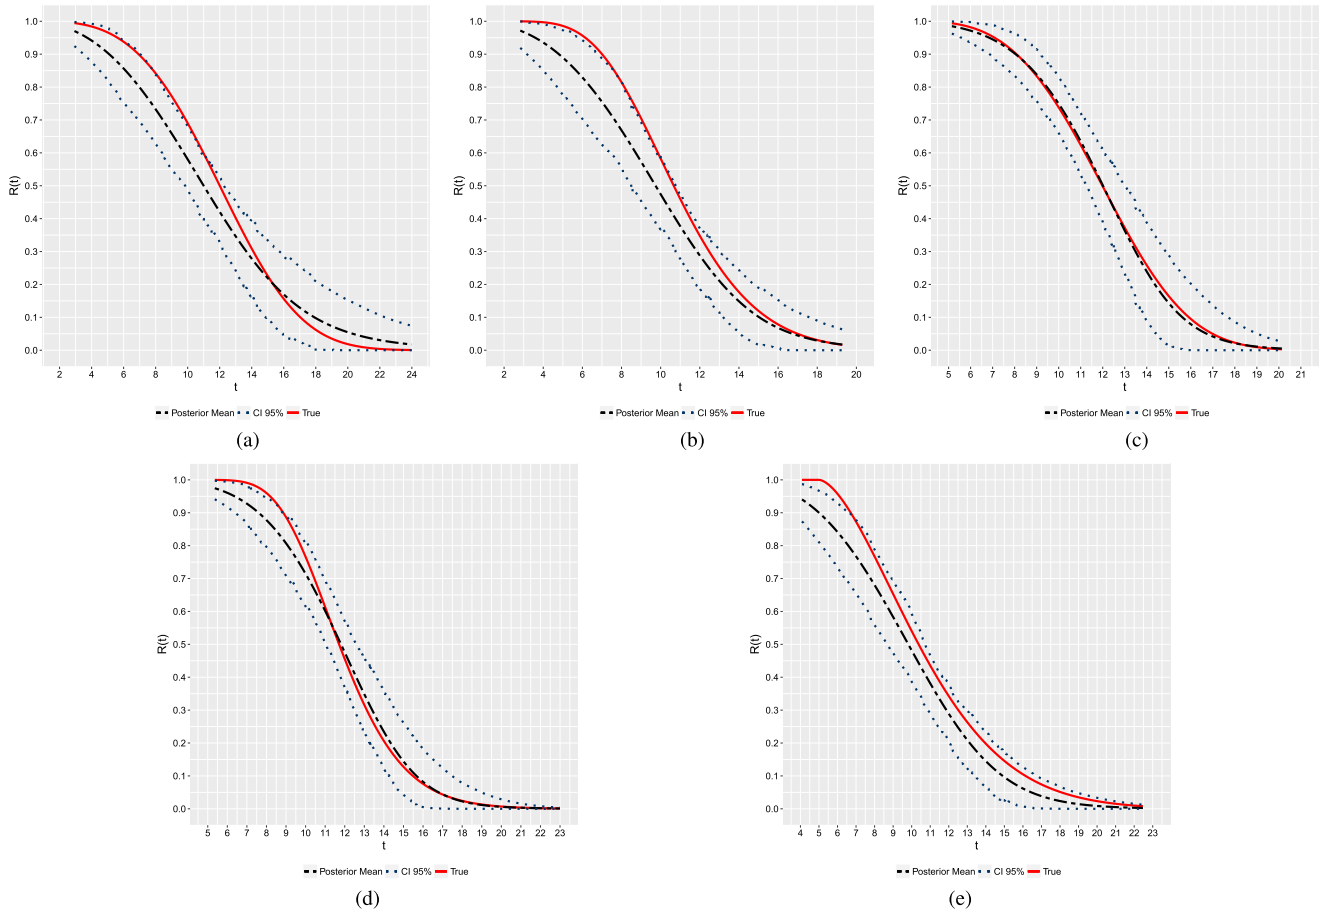 1.0
0.9
0.8
0.7
0.6
0.5
0.4
0.3
0.2
0.1
0.0
R(t)
2 4 6 8 10 12 14 16 18 20 22 24
t
Posterior Mean CI 95% True
(a)
1.0
0.9
0.8
0.7
0.6
0.5
0.4
0.3
0.2
0.1
0.0
R(t)
2 4 6 8 10 12 14 16 18 20
t
Posterior Mean CI 95% True
(b)
1.0
0.9
0.8
0.7
0.6
0.5
0.4
0.3
0.2
0.1
0.0
R(t)
5 6 7 8 9 10 11 12 13 14 15 16 17 18 19 20 21
t
Posterior Mean CI 95% True
(c)
1.0
0.9
0.8
0.7
0.6
0.5
0.4
0.3
0.2
0.1
0.0
R(t)
5 6 7 8 9 10 11 12 13 14 15 16 17 18 19 20 21 22 23
t
Posterior Mean CI 95% True
(d)
1.0
0.9
0.8
0.7
0.6
0.5
0.4
0.3
0.2
0.1
0.0
R(t)
4 5 6 7 8 9 10 11 12 13 14 15 16 17 18 19 20 21 22 23
t
Posterior Mean CI 95% True
(e)